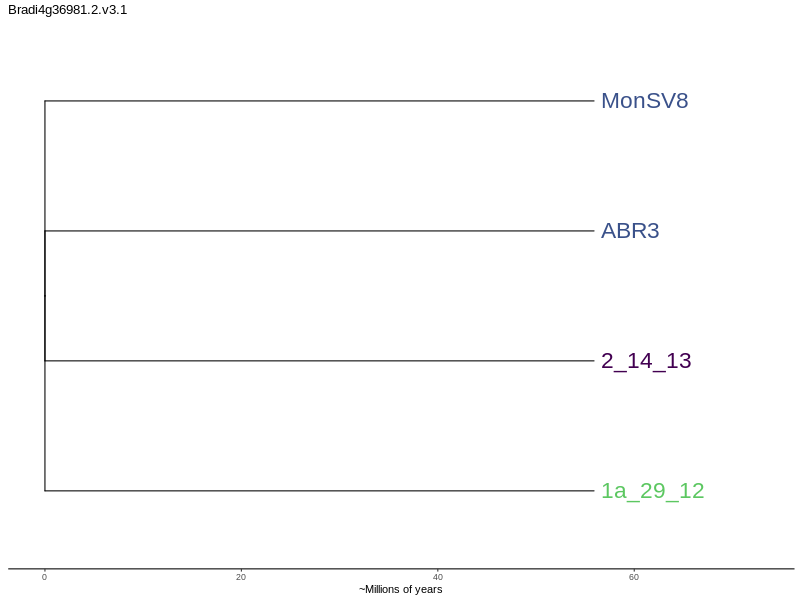 Bradi4g36981.2.v3.1
MonSV8
ABR3
2_14_13
1a_29_12
0 20 40 60
~Millions of years